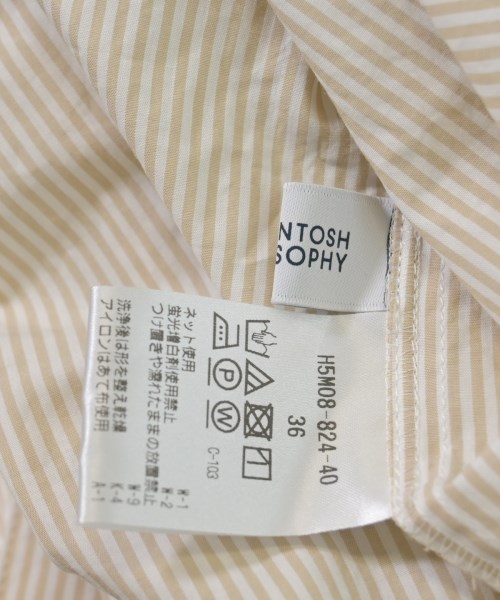 NTOSH
SOPHY
H5M08-824-40
36
C-103
ネット使用
蛍光増白剤使用禁止
つけ置きや濡れたままの放置禁止
洗浄後は形を整え乾燥
アイロンはあて布使用
W-1
W-2
W-9
K-4
A-1